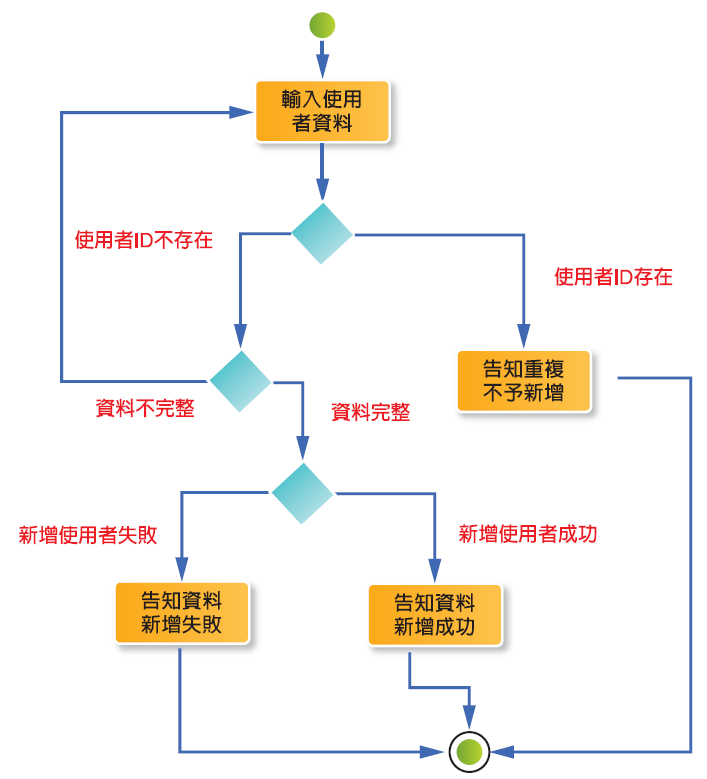 輸入使用
者資料
使用者ID不存在
使用者ID存在
告知重複
不予新增
資料不完整
資料完整
新增使用者失敗
新增使用者成功
告知資料
新增失敗
告知資料
新增成功